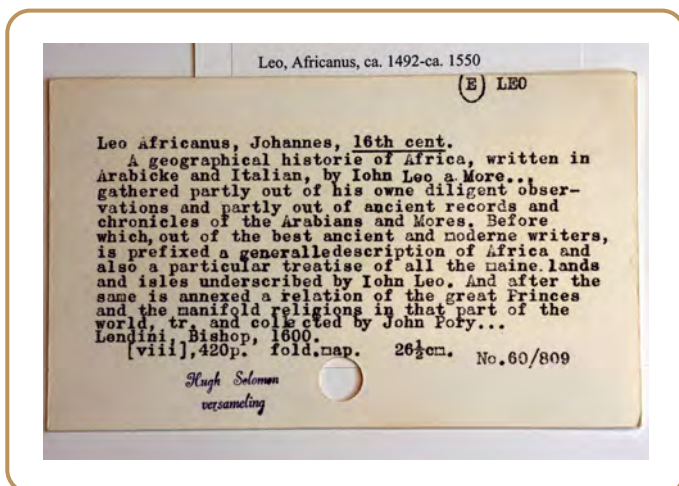 Leo, Africanus, ca. 1492-ca. 1550
(E) LEO
Leo Africanus, Johannes, 16th cent.
A geographical historie of Africa, written in
Arabicke and Italian, by Iohn Leo a More...
gathered partly out of his owne diligent obser-
vations and partly out of ancient records and
chronicles of the Arabians and Mores. Before
which, out of the best ancient and moderne writers,
is prefixed a generalledescription of Africa and
also a particular treatise of all the maine.lands
and isles underscribed by Iohn Leo. And after the
same is annexed a relation of the great Princes
and the manifold religions in that part of the
world, tr. and collected by John Pory...
Londini, Bishop, 1600.
[viii],420p. fold.map. 26½cm. No.60/809
Hugh Solomon
versameling